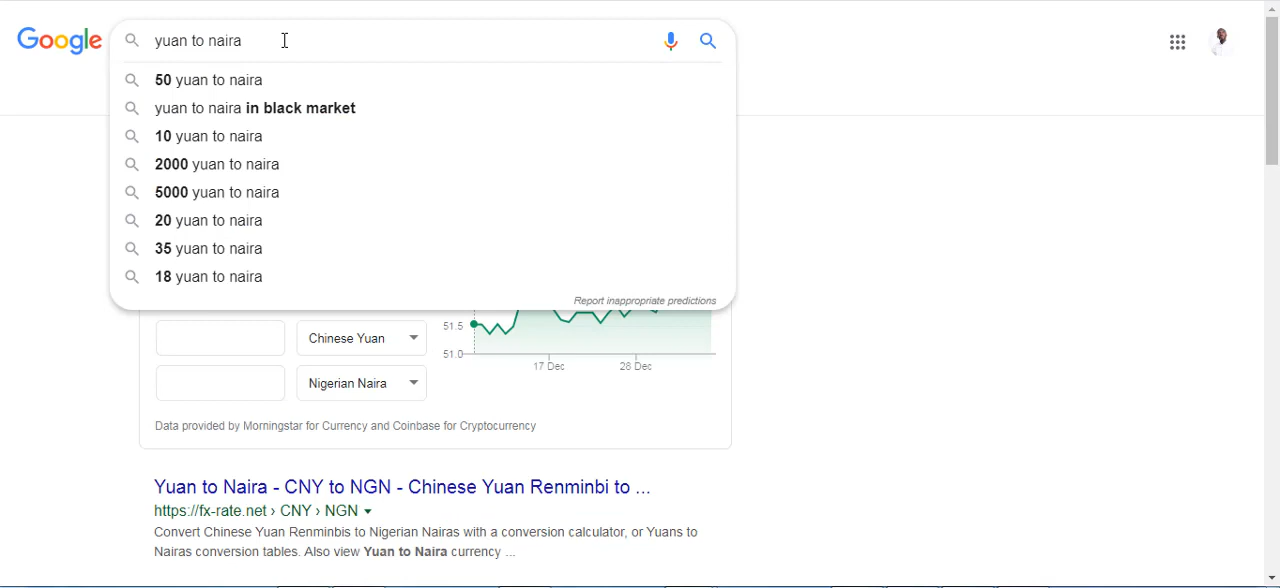 Google
yuan to naira
50 yuan to naira
yuan to naira in black market
10 yuan to naira
2000 yuan to naira
5000 yuan to naira
20 yuan to naira
35 yuan to naira
18 yuan to naira
Report inappropriate predictions
51.5
51.0
17 Dec 28 Dec
Chinese Yuan
Nigerian Naira
Data provided by Morningstar for Currency and Coinbase for Cryptocurrency
Yuan to Naira - CNY to NGN - Chinese Yuan Renminbi to ...
https://fx-rate.net › CNY › NGN
Convert Chinese Yuan Renminbis to Nigerian Nairas with a conversion calculator, or Yuans to
Nairas conversion tables. Also view Yuan to Naira currency ...